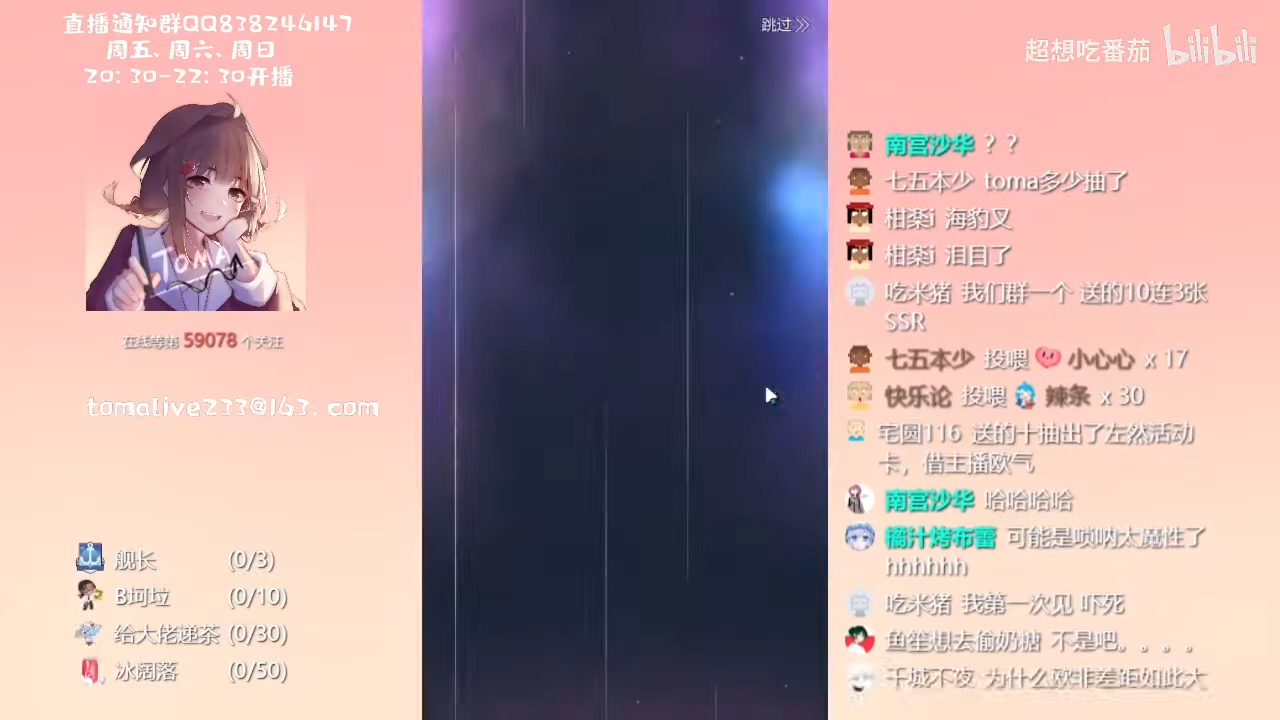 直播通知群QQ838246147
周五、周六、周日
20：30-22：30开播
TOMA
在线等第 59078 个关注
tomalive233@163.com
舰长 (0/3)
B坷垃 (0/10)
给大佬递茶 (0/30)
冰阔落 (0/50)
跳过
超想吃番茄 bilibili
南宫沙华 ？？
七五本少 toma多少抽了
柑楽i 海豹叉
柑楽i 泪目了
吃米猪 我们群一个 送的10连3张
SSR
七五本少 投喂 小心心 x 17
快乐论 投喂 辣条 x 30
宅圆116 送的十抽出了左然活动
卡，借主播欧气
南宫沙华 哈哈哈哈
橘汁烤布蕾 可能是唢呐太魔性了
hhhhhh
吃米猪 我第一次见 吓死
鱼笙想去偷奶糖 不是吧。。。。
千城不夜 为什么欧非差距如此大